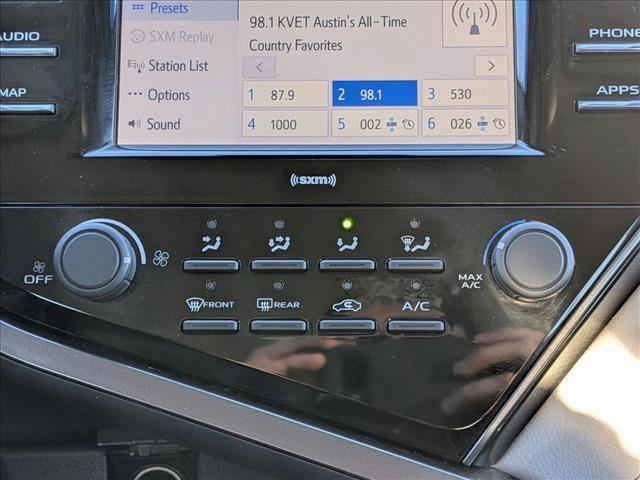 Presets
SXM Replay
Station List
Options
Sound
98.1 KVET Austin's All-Time
Country Favorites
< >
1 87.9
2 98.1
3 530
4 1000
5 002 SXM
6 026 SXM
AUDIO
MAP
PHONE
APPS
((SXM))
OFF
MAX
A/C
FRONT
REAR
A/C